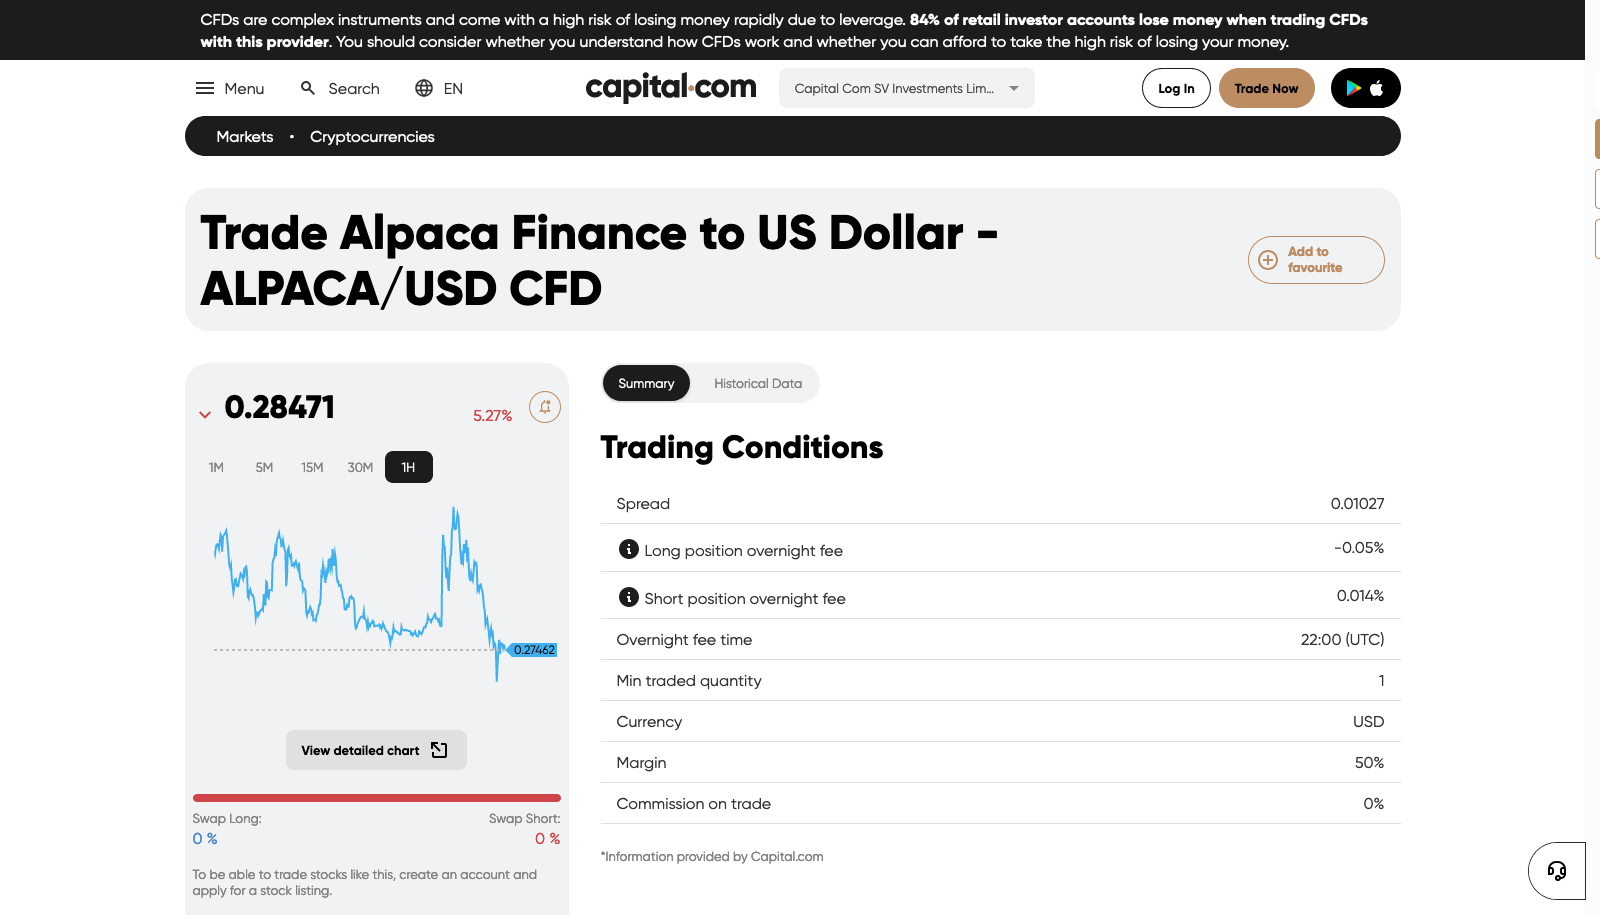 CFDs are complex instruments and come with a high risk of losing money rapidly due to leverage. 84% of retail investor accounts lose money when trading CFDs
with this provider. You should consider whether you understand how CFDs work and whether you can afford to take the high risk of losing your money.
Menu
Search
EN
capital.com
Capital Com SV Investments Lim...
Log In
Trade Now
Markets • Cryptocurrencies
Trade Alpaca Finance to US Dollar -
ALPACA/USD CFD
Add to
favourite
0.28471
5.27%
1M 5M 15M 30M 1H
0.27462
View detailed chart
Swap Long: Swap Short:
0 % 0 %
To be able to trade stocks like this, create an account and
apply for a stock listing.
Summary
Historical Data
Trading Conditions
Spread 0.01027
Long position overnight fee -0.05%
Short position overnight fee 0.014%
Overnight fee time 22:00 (UTC)
Min traded quantity 1
Currency USD
Margin 50%
Commission on trade 0%
*Information provided by Capital.com